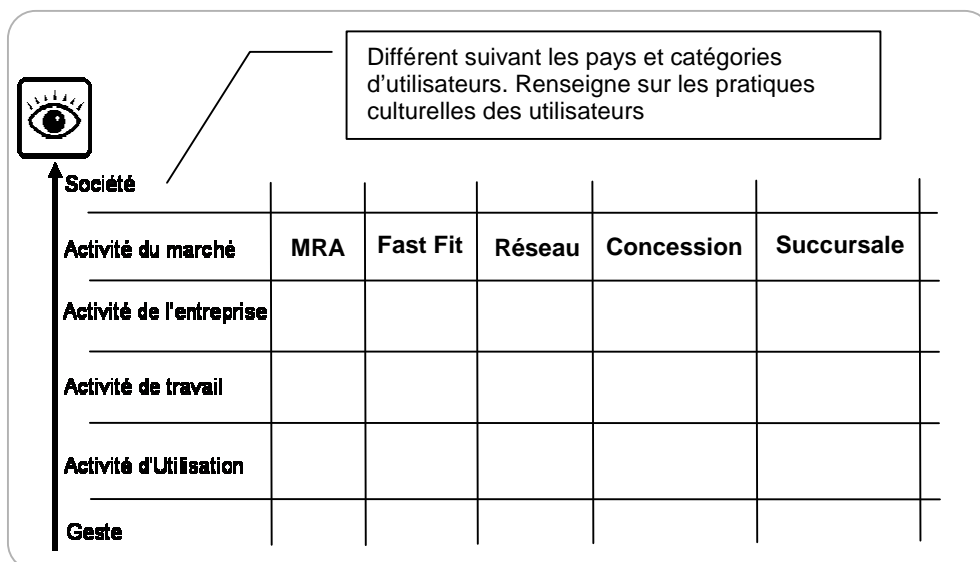 Différent suivant les pays et catégories
d'utilisateurs. Renseigne sur les pratiques
culturelles des utilisateurs
Société
Activité du marché MRA Fast Fit Réseau Concession Succursale
Activité de l'entreprise
Activité de travail
Activité d'Utilisation
Geste